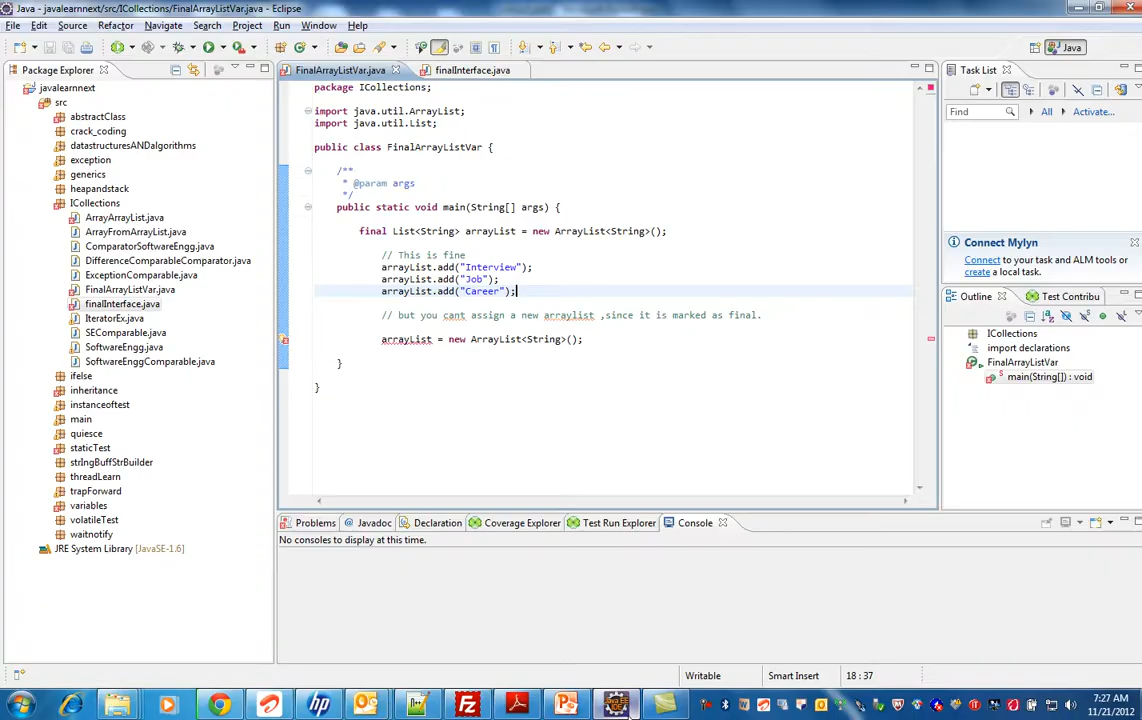 Java - javalearnnext/src/ICollections/FinalArrayListVar.java - Eclipse
File Edit Source Refactor Navigate Search Project Run Window Help
Java
Package Explorer
FinalArrayListVar.java
finalInterface.java
Task List
javalearnnext
src
abstractClass
crack_coding
datastructuresANDalgorithms
exception
generics
heapandstack
ICollections
ArrayArrayList.java
ArrayFromArrayList.java
ComparatorSoftwareEngg.java
DifferenceComparableComparator.java
ExceptionComparable.java
FinalArrayListVar.java
finalInterface.java
IteratorEx.java
SEComparable.java
SoftwareEngg.java
SoftwareEnggComparable.java
ifelse
inheritance
instanceoftest
main
quiesce
staticTest
strIngBuffStrBuilder
threadLearn
trapForward
variables
volatileTest
waitnotify
JRE System Library [JavaSE-1.6]
package ICollections;
import java.util.ArrayList;
import java.util.List;
public class FinalArrayListVar {
/**
* @param args
*/
public static void main(String[] args) {
final List<String> arrayList = new ArrayList<String>();
// This is fine
arrayList.add("Interview");
arrayList.add("Job");
arrayList.add("Career");
// but you cant assign a new arraylist ,since it is marked as final.
arrayList = new ArrayList<String>();
}
}
Find
All
Activate...
Connect Mylyn
Connect to your task and ALM tools or
create a local task.
Outline
Test Contribu
ICollections
import declarations
FinalArrayListVar
main(String[]) : void
Problems
Javadoc
Declaration
Coverage Explorer
Test Run Explorer
Console
No consoles to display at this time.
Writable
Smart Insert
18 : 37
7:27 AM
11/21/2012